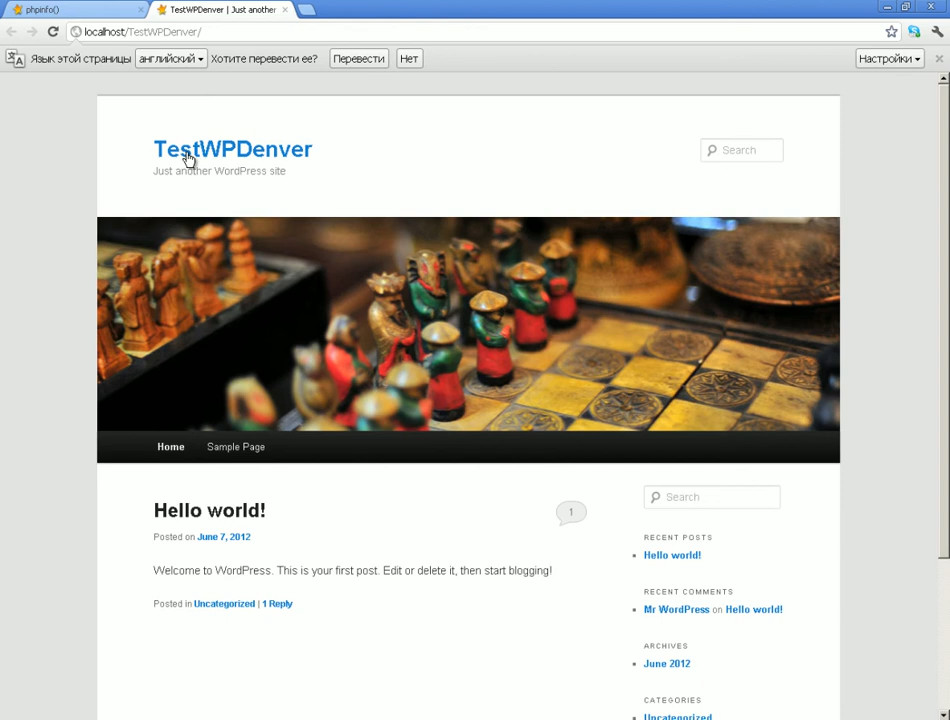 phpinfo()
TestWPDenver | Just another
localhost/TestWPDenver/
Язык этой страницы английский Хотите перевести ее? Перевести Нет Настройки
TestWPDenver
Just another WordPress site
Search
Home Sample Page
Hello world!
1
Posted on June 7, 2012
Welcome to WordPress. This is your first post. Edit or delete it, then start blogging!
Posted in Uncategorized | 1 Reply
Search
RECENT POSTS
Hello world!
RECENT COMMENTS
Mr WordPress on Hello world!
ARCHIVES
June 2012
CATEGORIES
Uncategorized